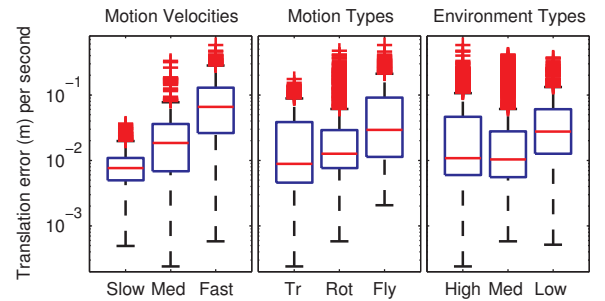 Motion Velocities Motion Types Environment Types
Translation error (m) per second
10⁻¹
10⁻²
10⁻³
Slow Med Fast Tr Rot Fly High Med Low